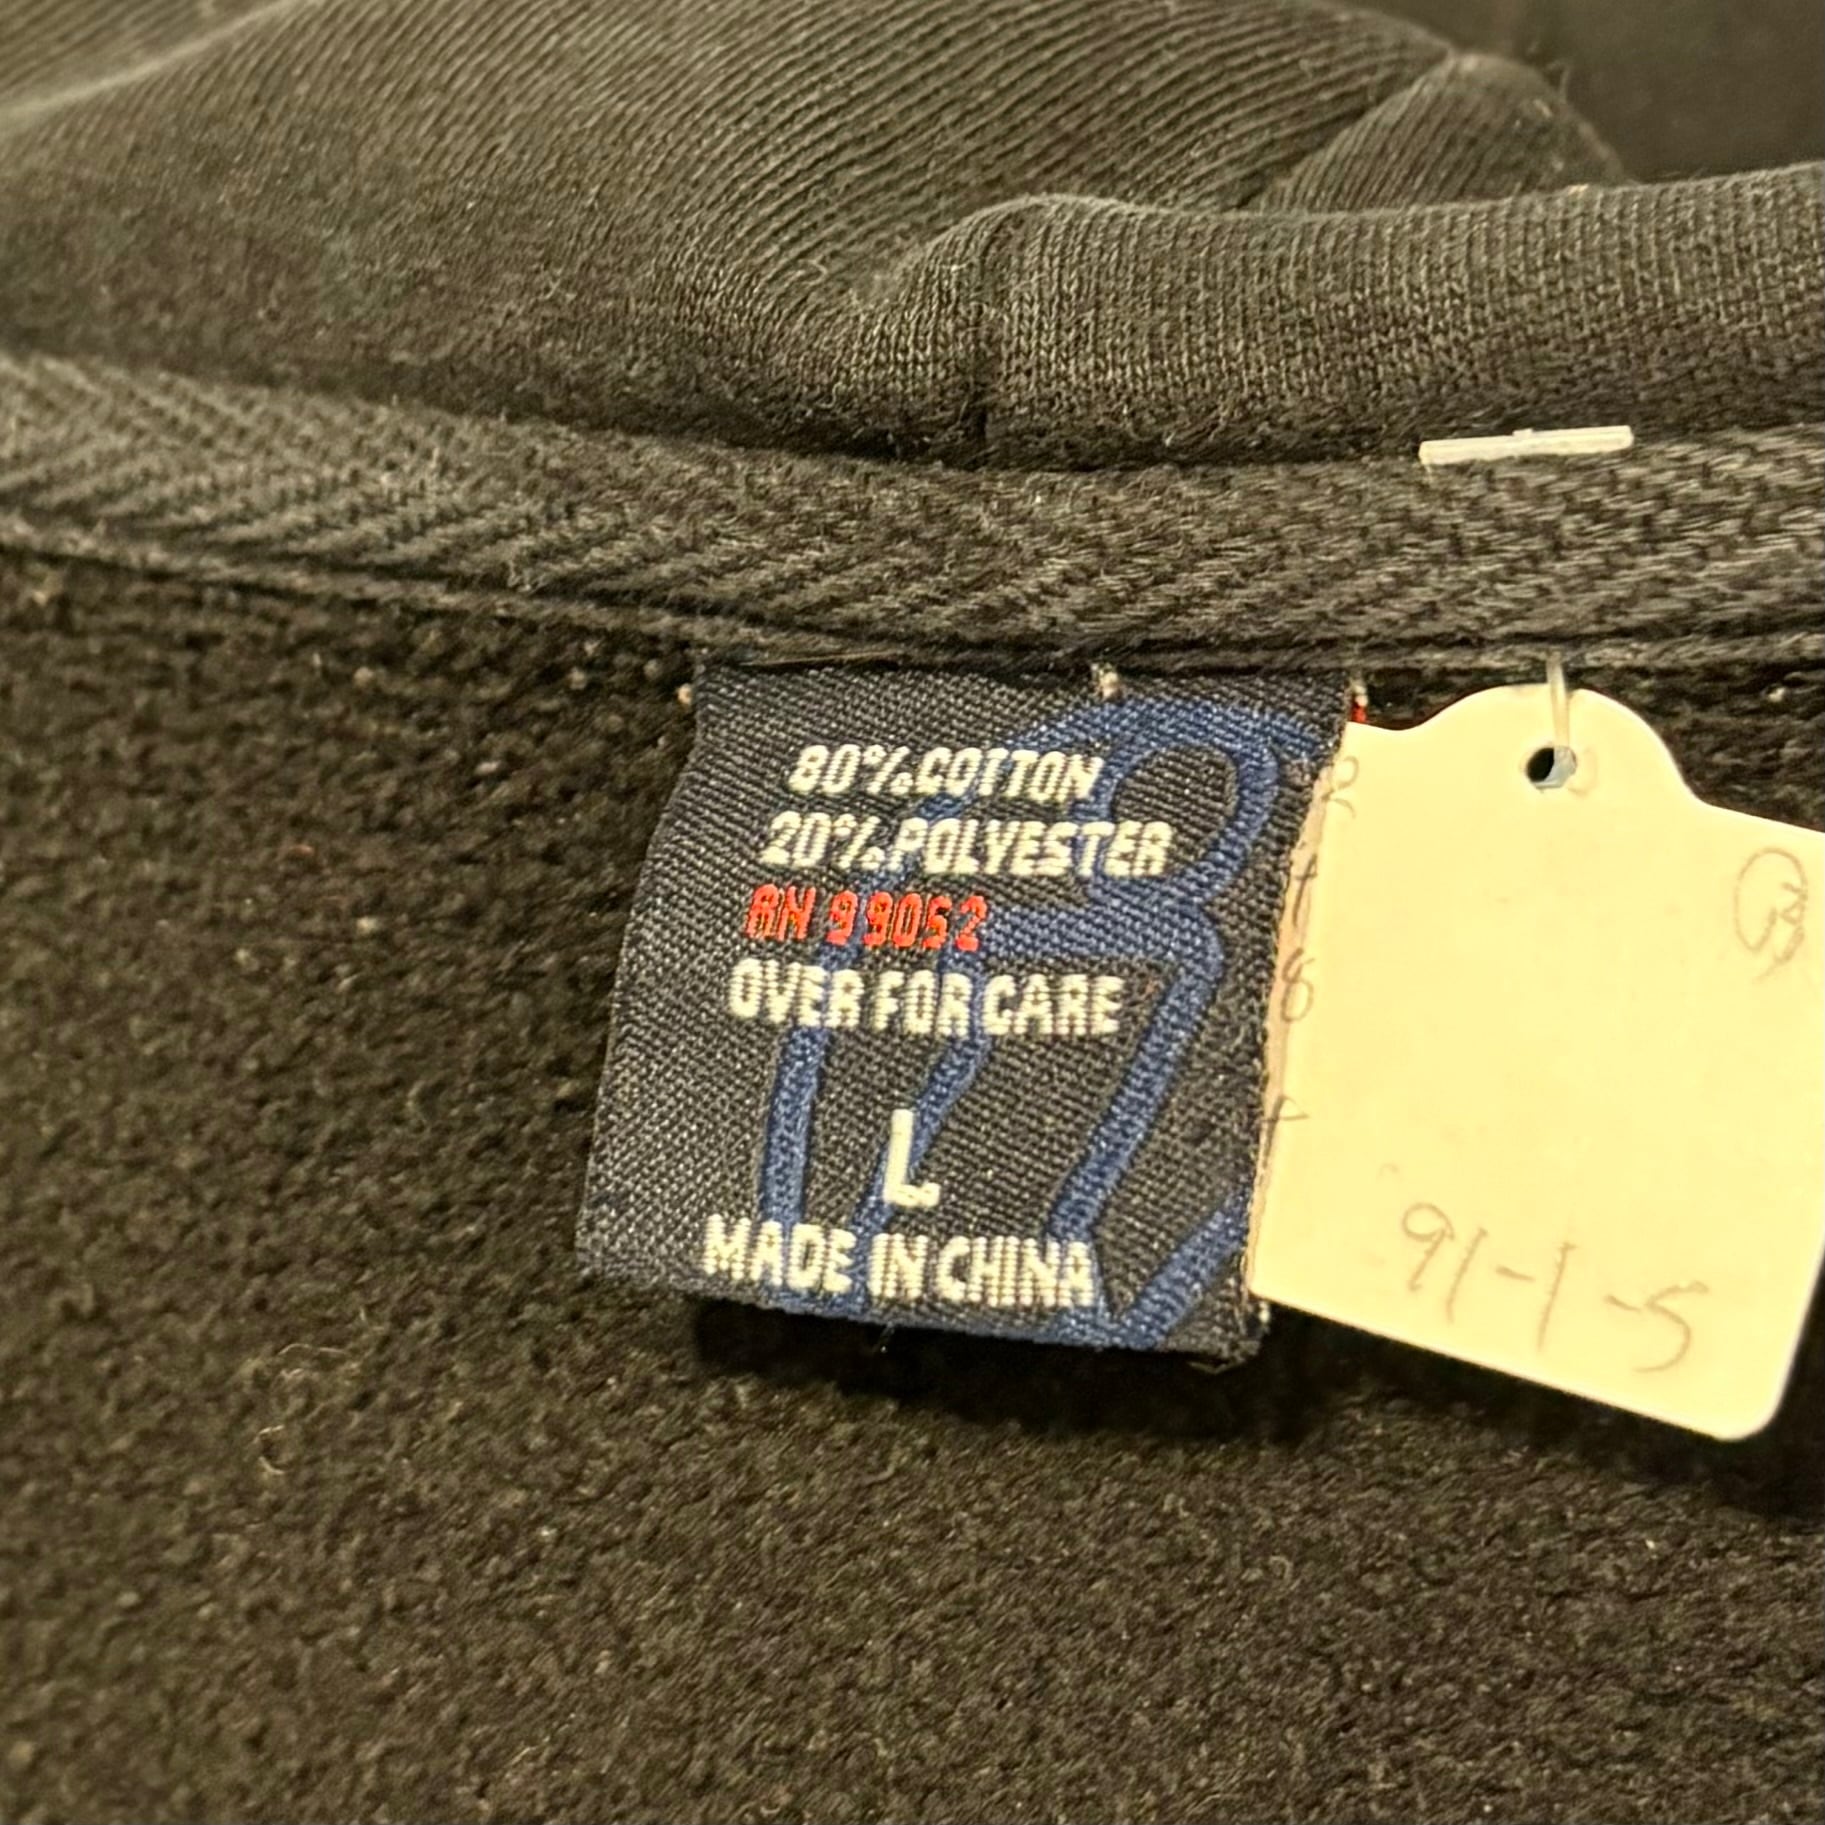 80% COTTON
20% POLYESTER
RN 99052
OVER FOR CARE
L
MADE IN CHINA
91-1-5